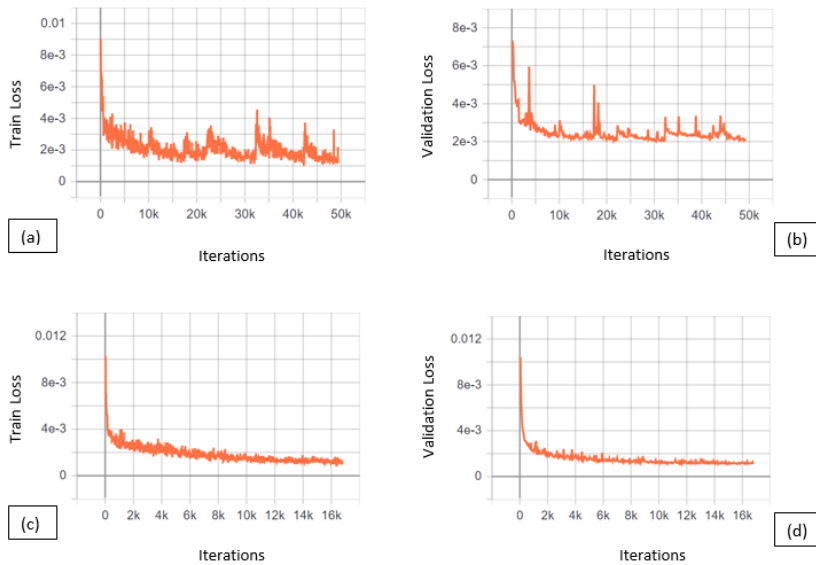 0.01
8e-3
6e-3
4e-3
2e-3
0
Train Loss
0 10k 20k 30k 40k 50k
Iterations
(a)
8e-3
6e-3
4e-3
2e-3
0
Validation Loss
0 10k 20k 30k 40k 50k
Iterations
(b)
0.012
8e-3
4e-3
0
Train Loss
0 2k 4k 6k 8k 10k 12k 14k 16k
Iterations
(c)
0.012
8e-3
4e-3
0
Validation Loss
0 2k 4k 6k 8k 10k 12k 14k 16k
Iterations
(d)